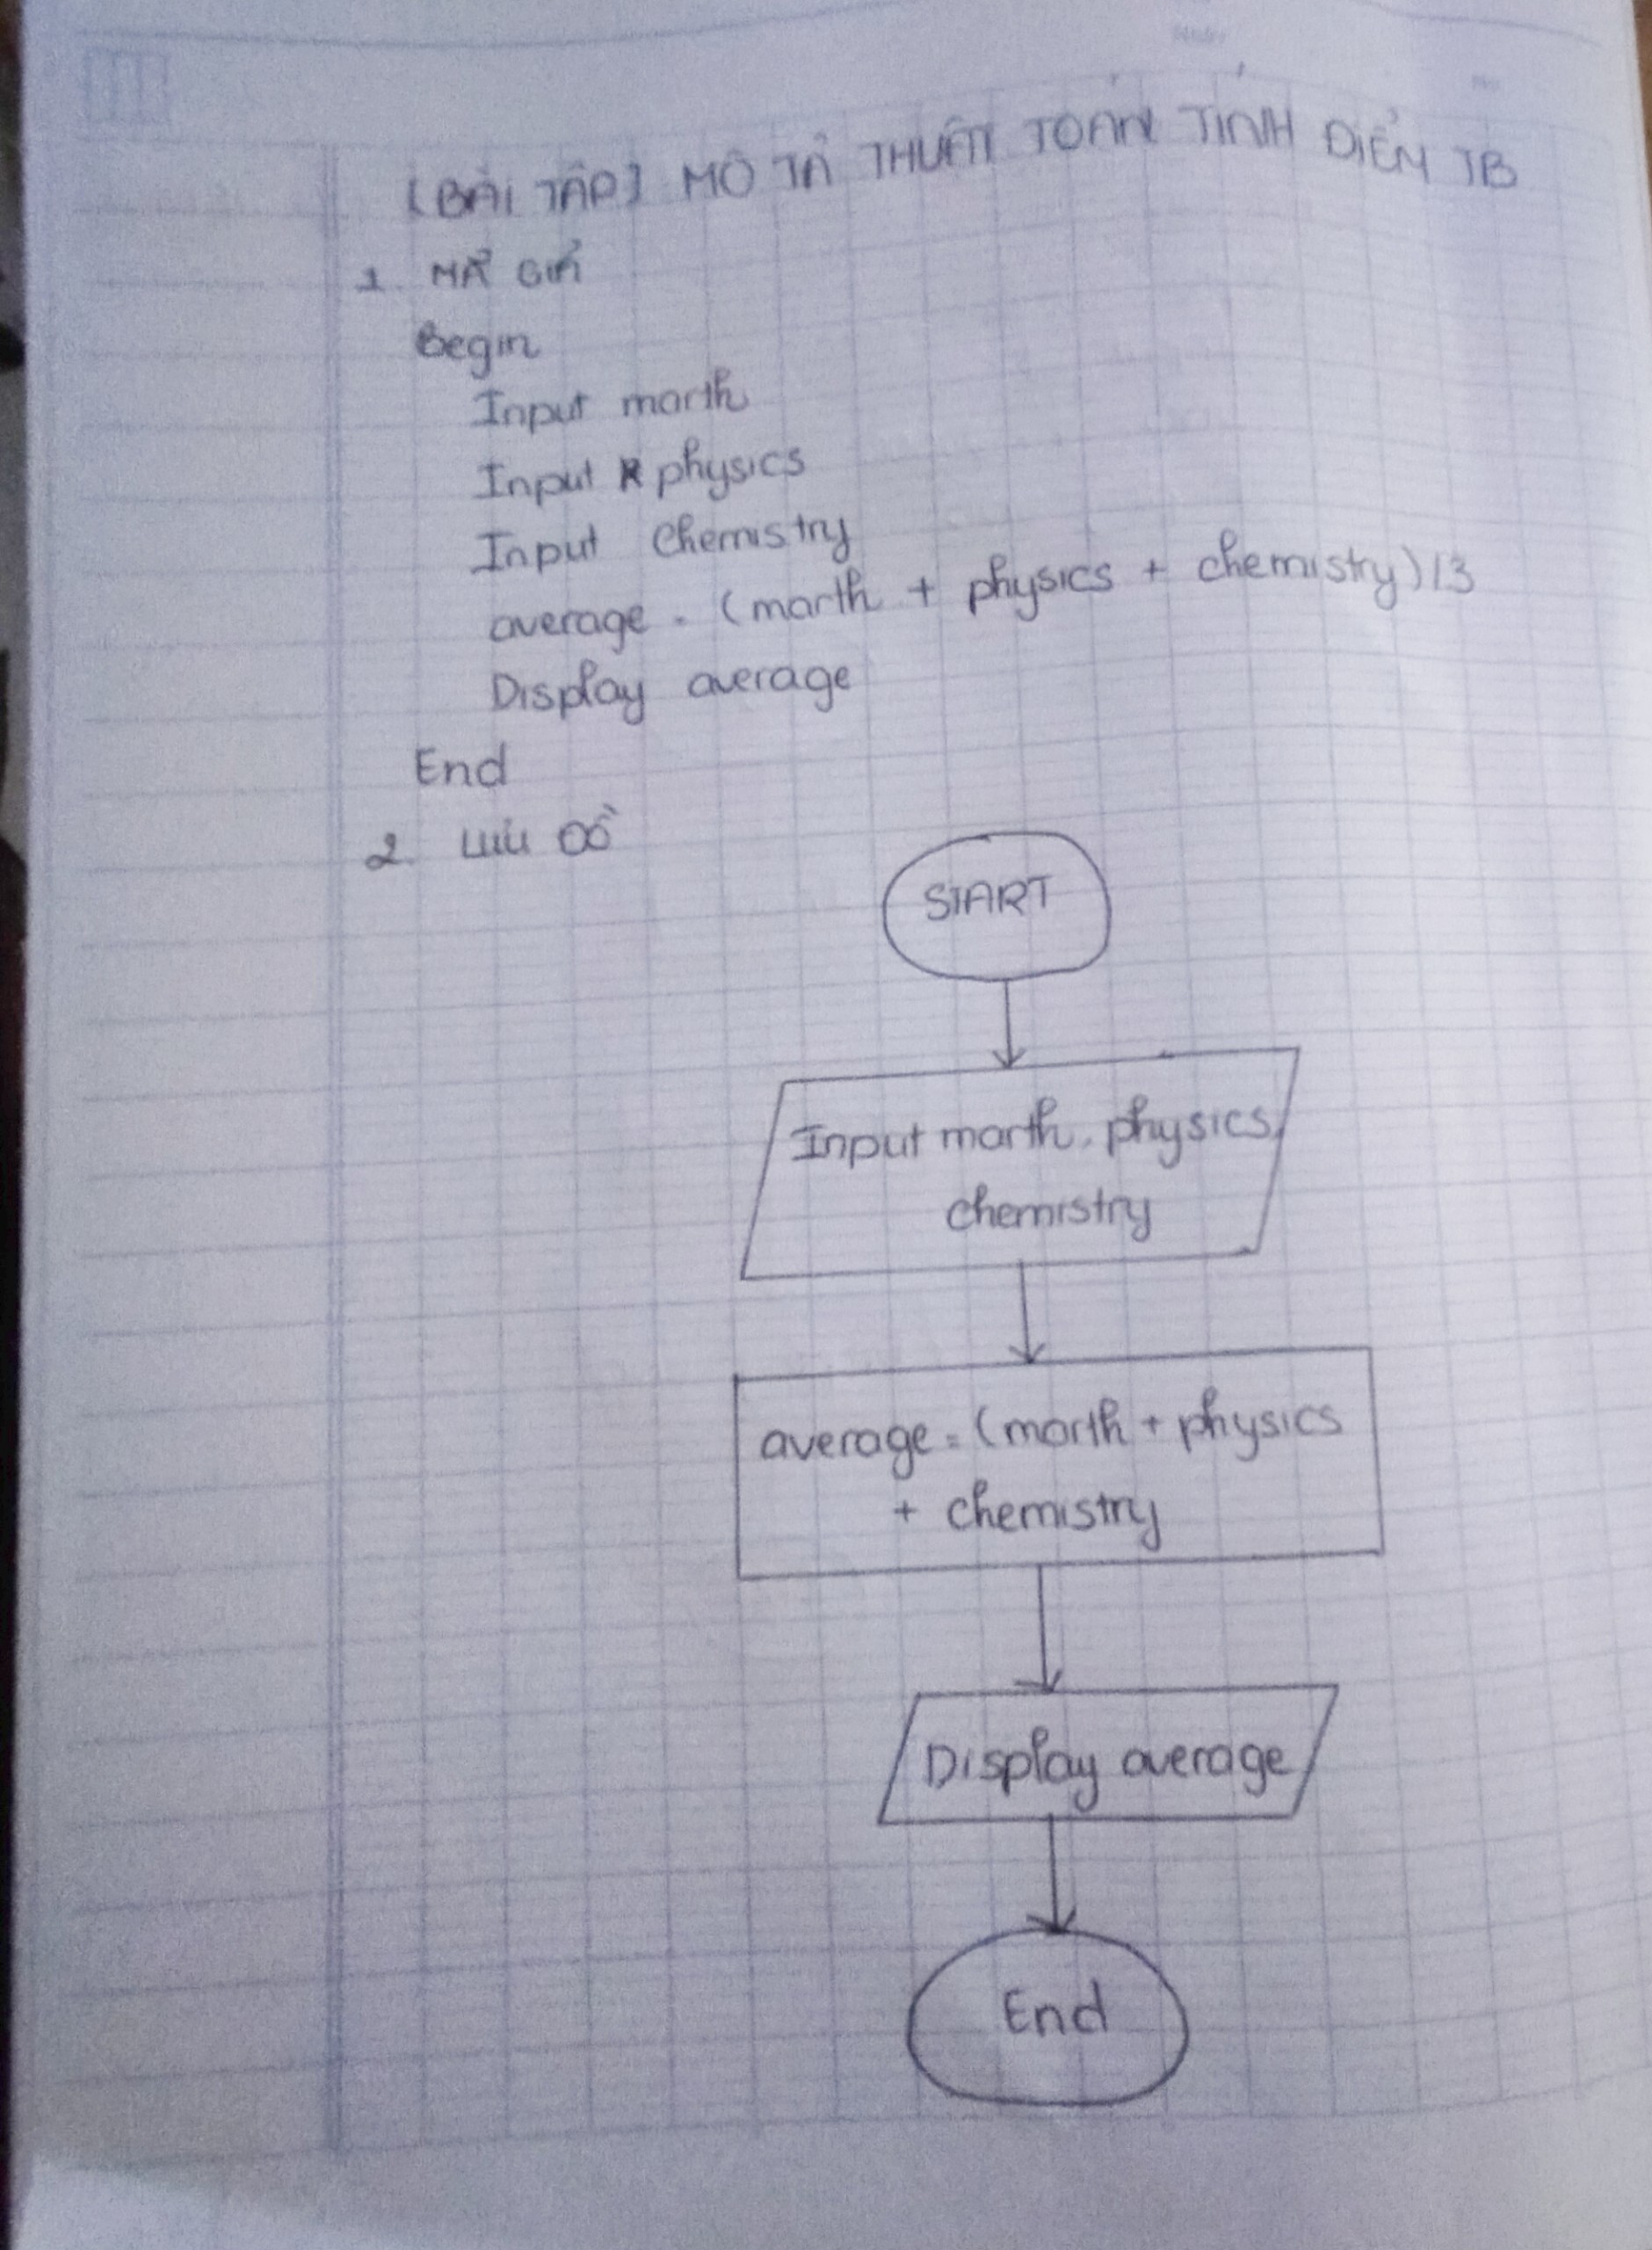 [BÀI TẬP] MÔ TẢ THUẬT TOÁN TÍNH ĐIỂM TB
1. MÃ GIẢ
Begin
Input marth
Input physics
Input Chemistry
average = (marth + physics + chemistry)/3
Display average
End
2. LƯU ĐỒ
START
Input marth, physics,
chemistry
average = (marth + physics
+ chemistry
Display average
End